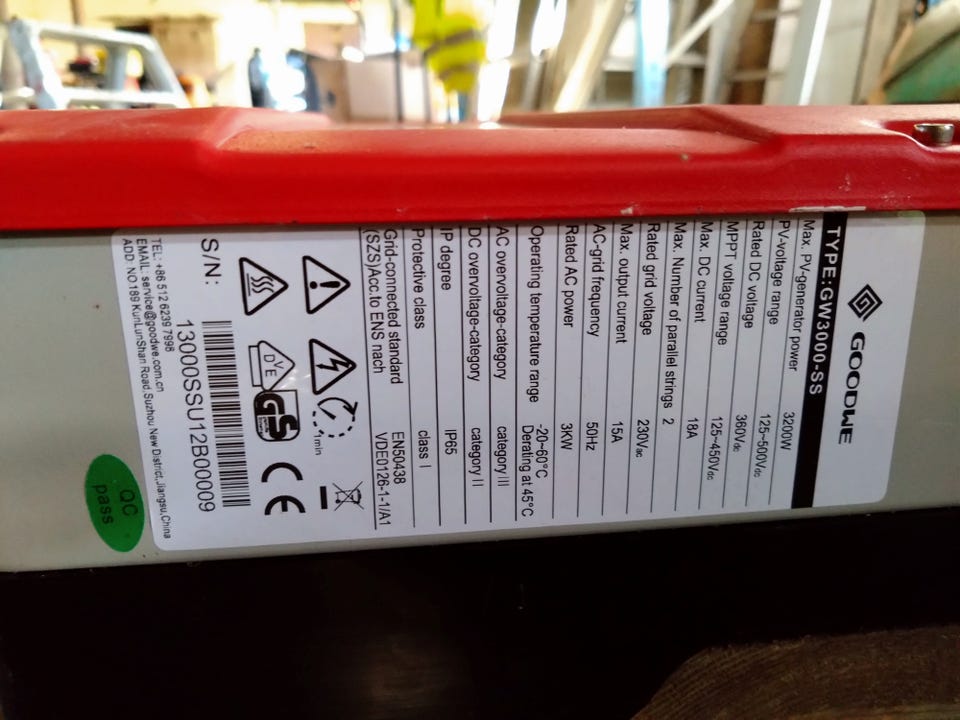 GOODWE
TYPE:GW3000-SS
Max. PV-generator power 3200W
PV-voltage range 125~500Vdc
Rated DC voltage 360Vdc
MPPT voltage range 125~450Vdc
Max. DC current 18A
Max. Number of parallel strings 2
Rated grid voltage 230Vac
Max. output current 15A
AC-grid frequency 50Hz
Rated AC power 3KW
Operating temperature range -20~60°C
Derating at 45°C
AC overvoltage-category category III
DC overvoltage-category category II
IP degree IP65
Protective class class I
Grid-connected standard EN50438
(SZS)Acc.to ENS nach VDE0126-1-1/A1
1min
VDE GS CE
S/N:
13000SSU12B00009
TEL: +86 512 6239 7998
EMAIL: service@goodwe.com.cn
ADD: NO.189 KunLunShan Road,Suzhou New District,Jiangsu,China
QC
pass